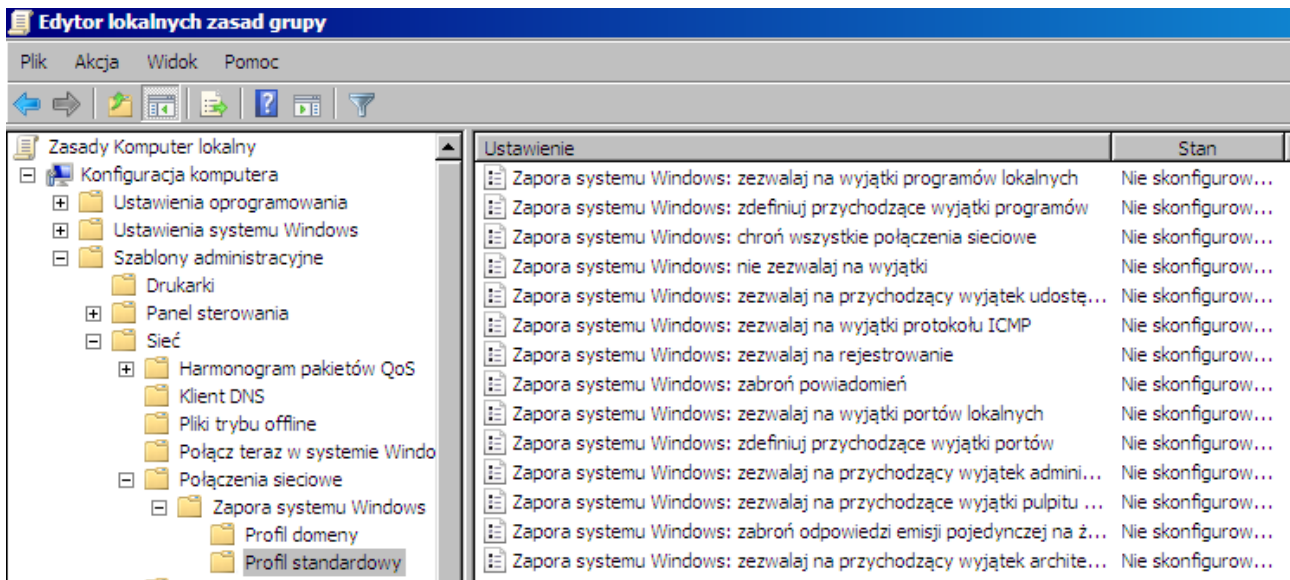 Edytor lokalnych zasad grupy
Plik Akcja Widok Pomoc
Zasady Komputer lokalny
Konfiguracja komputera
Ustawienia oprogramowania
Ustawienia systemu Windows
Szablony administracyjne
Drukarki
Panel sterowania
Sieć
Harmonogram pakietów QoS
Klient DNS
Pliki trybu offline
Połącz teraz w systemie Windo
Połączenia sieciowe
Zapora systemu Windows
Profil domeny
Profil standardowy
Ustawienie Stan
Zapora systemu Windows: zezwalaj na wyjątki programów lokalnych Nie skonfigurow...
Zapora systemu Windows: zdefiniuj przychodzące wyjątki programów Nie skonfigurow...
Zapora systemu Windows: chroń wszystkie połączenia sieciowe Nie skonfigurow...
Zapora systemu Windows: nie zezwalaj na wyjątki Nie skonfigurow...
Zapora systemu Windows: zezwalaj na przychodzący wyjątek udostę... Nie skonfigurow...
Zapora systemu Windows: zezwalaj na wyjątki protokołu ICMP Nie skonfigurow...
Zapora systemu Windows: zezwalaj na rejestrowanie Nie skonfigurow...
Zapora systemu Windows: zabroń powiadomień Nie skonfigurow...
Zapora systemu Windows: zezwalaj na wyjątki portów lokalnych Nie skonfigurow...
Zapora systemu Windows: zdefiniuj przychodzące wyjątki portów Nie skonfigurow...
Zapora systemu Windows: zezwalaj na przychodzący wyjątek admini... Nie skonfigurow...
Zapora systemu Windows: zezwalaj na przychodzące wyjątki pulpitu ... Nie skonfigurow...
Zapora systemu Windows: zabroń odpowiedzi emisji pojedynczej na ż... Nie skonfigurow...
Zapora systemu Windows: zezwalaj na przychodzący wyjątek archite... Nie skonfigurow...